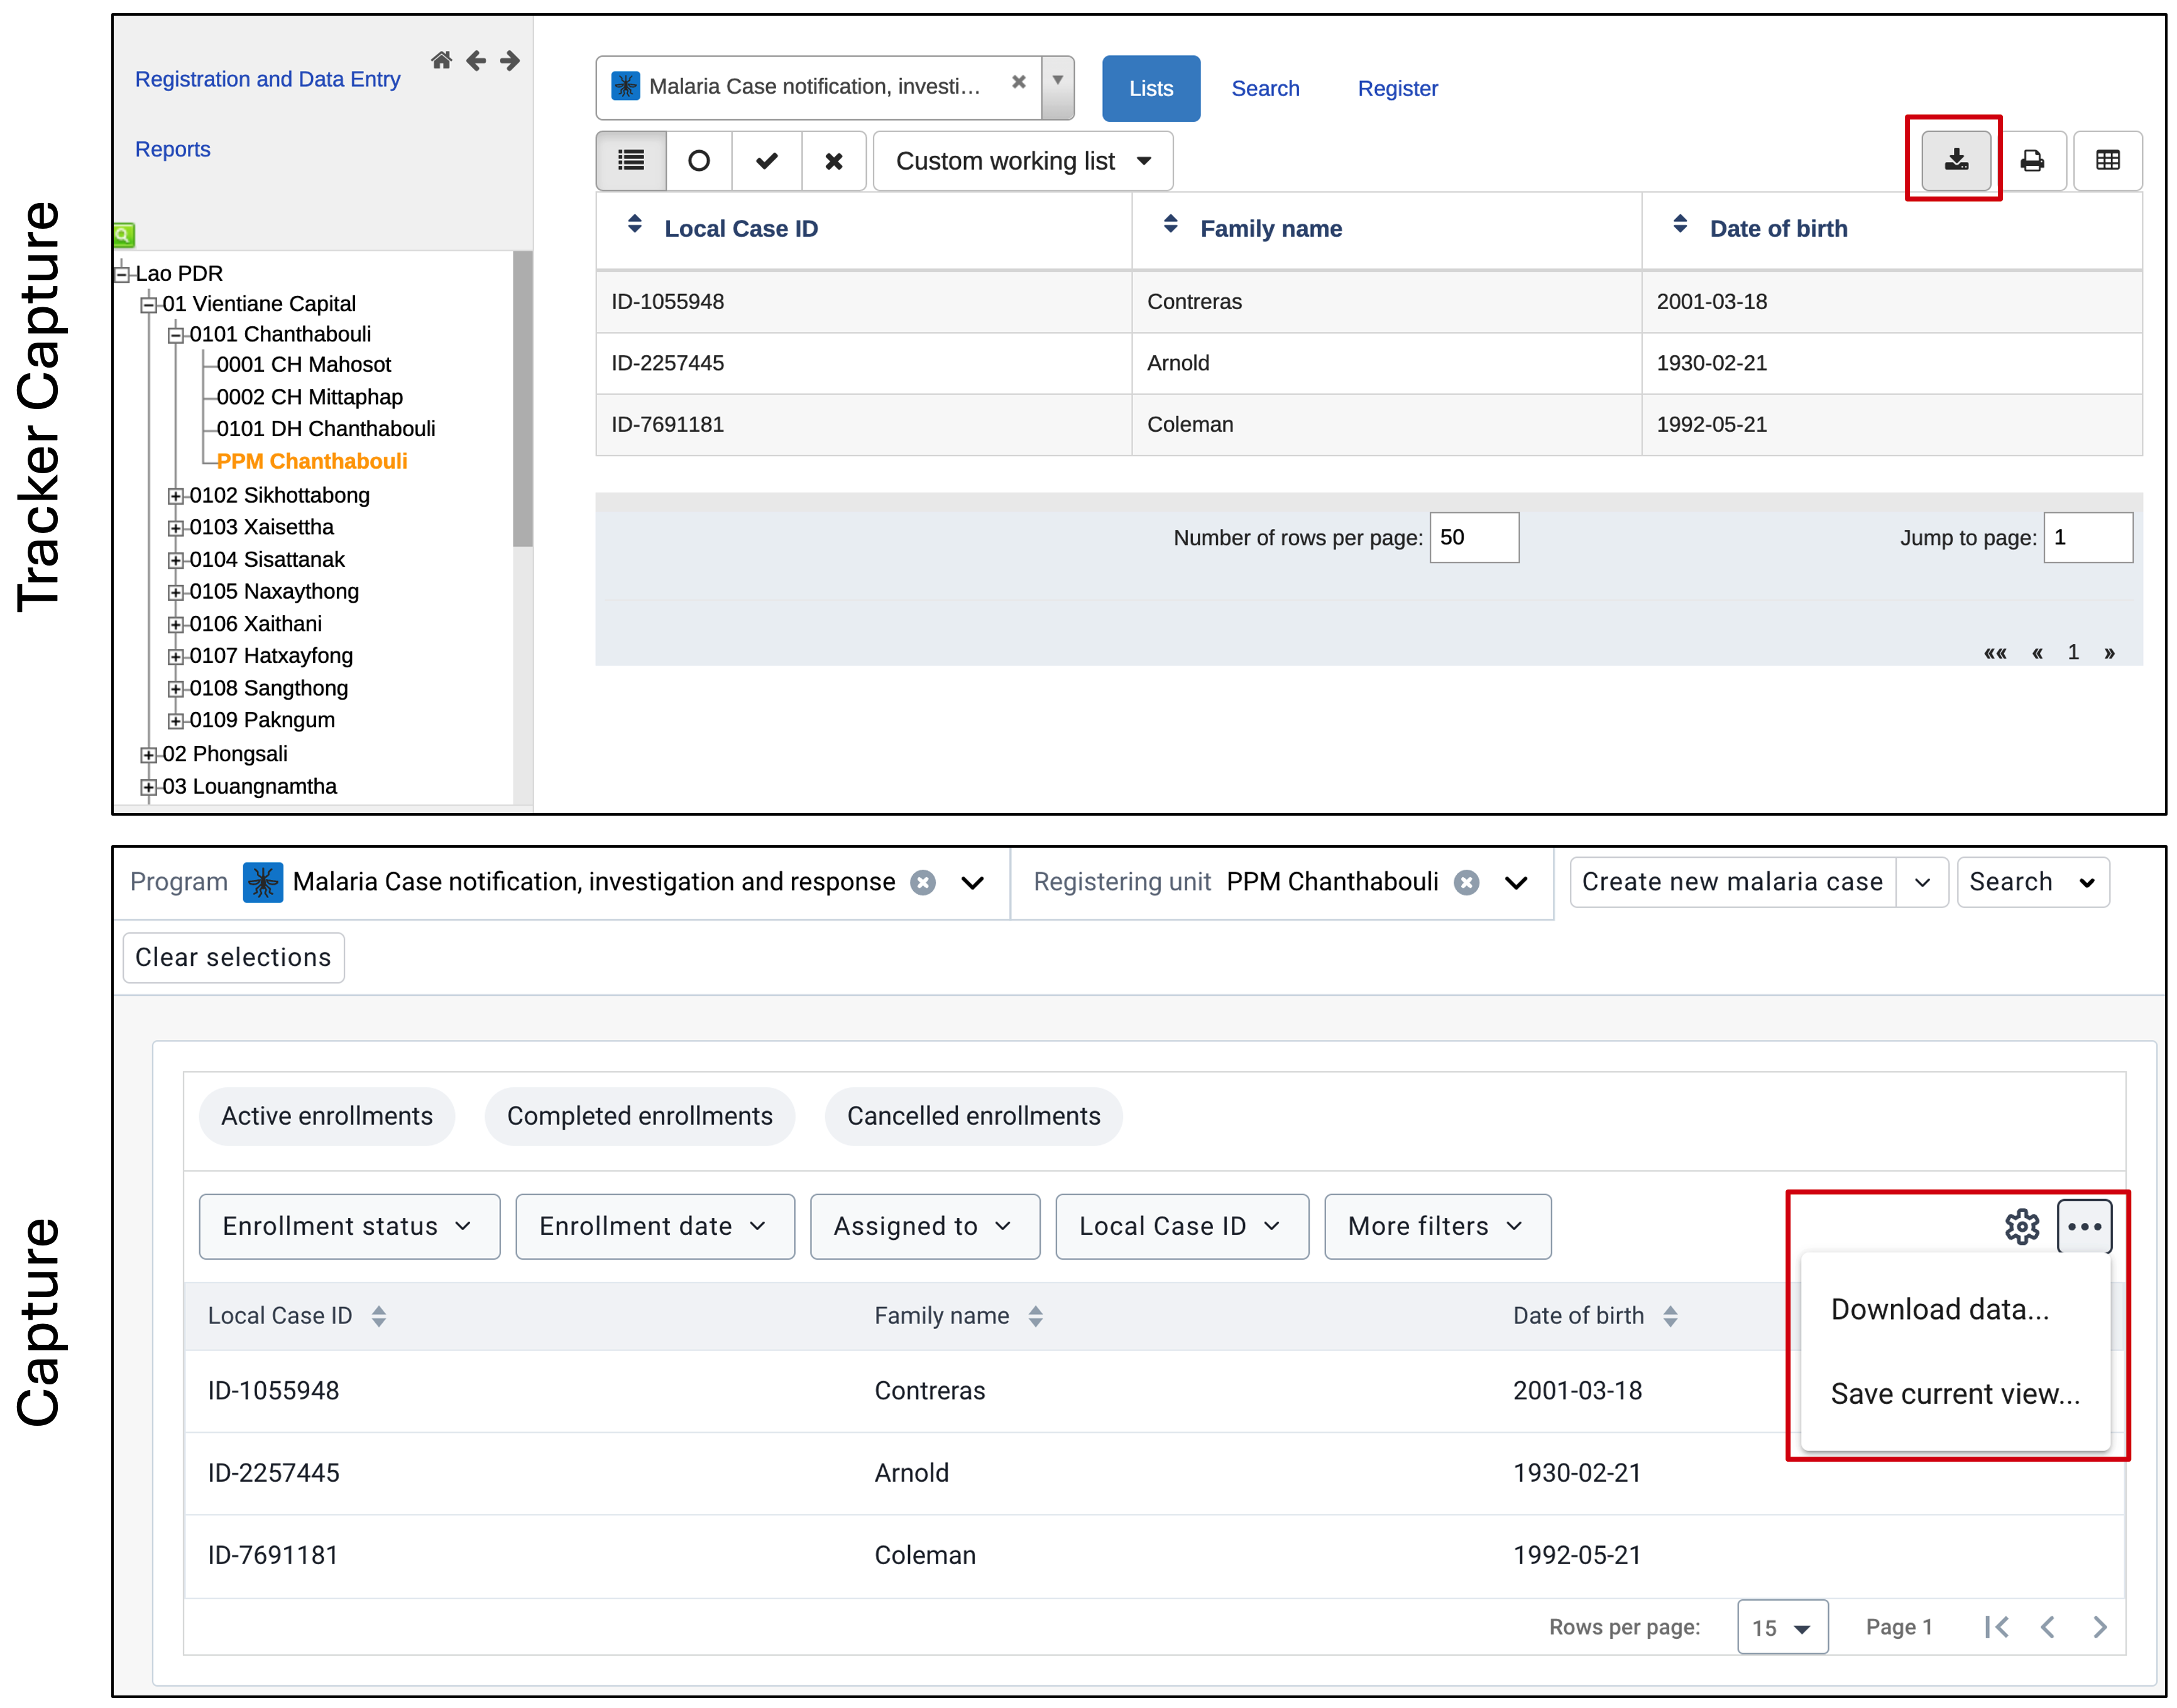 Tracker Capture
Registration and Data Entry
Reports
Lao PDR
01 Vientiane Capital
0101 Chanthabouli
0001 CH Mahosot
0002 CH Mittaphap
0101 DH Chanthabouli
PPM Chanthabouli
0102 Sikhottabong
0103 Xaisettha
0104 Sisattanak
0105 Naxaythong
0106 Xaithani
0107 Hatxayfong
0108 Sangthong
0109 Pakngum
02 Phongsali
03 Louangnamtha
Malaria Case notification, investi... Lists Search Register
Custom working list
Local Case ID Family name Date of birth
ID-1055948 Contreras 2001-03-18
ID-2257445 Arnold 1930-02-21
ID-7691181 Coleman 1992-05-21
Number of rows per page: 50 Jump to page: 1
«« « 1 »
Capture
Program Malaria Case notification, investigation and response Registering unit PPM Chanthabouli Create new malaria case Search
Clear selections
Active enrollments Completed enrollments Cancelled enrollments
Enrollment status Enrollment date Assigned to Local Case ID More filters
Download data...
Save current view...
Local Case ID Family name Date of birth
ID-1055948 Contreras 2001-03-18
ID-2257445 Arnold 1930-02-21
ID-7691181 Coleman 1992-05-21
Rows per page: 15 Page 1